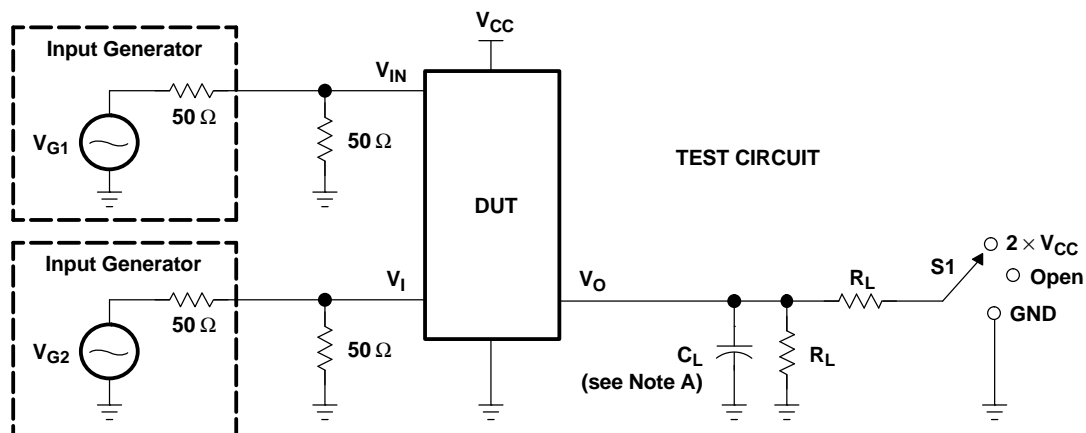 Input Generator
50 Ω
V_G1
V_IN
50 Ω
V_CC
DUT
TEST CIRCUIT
Input Generator
50 Ω
V_G2
V_I
50 Ω
V_O
C_L
(see Note A)
R_L
R_L
S1
2 × V_CC
Open
GND